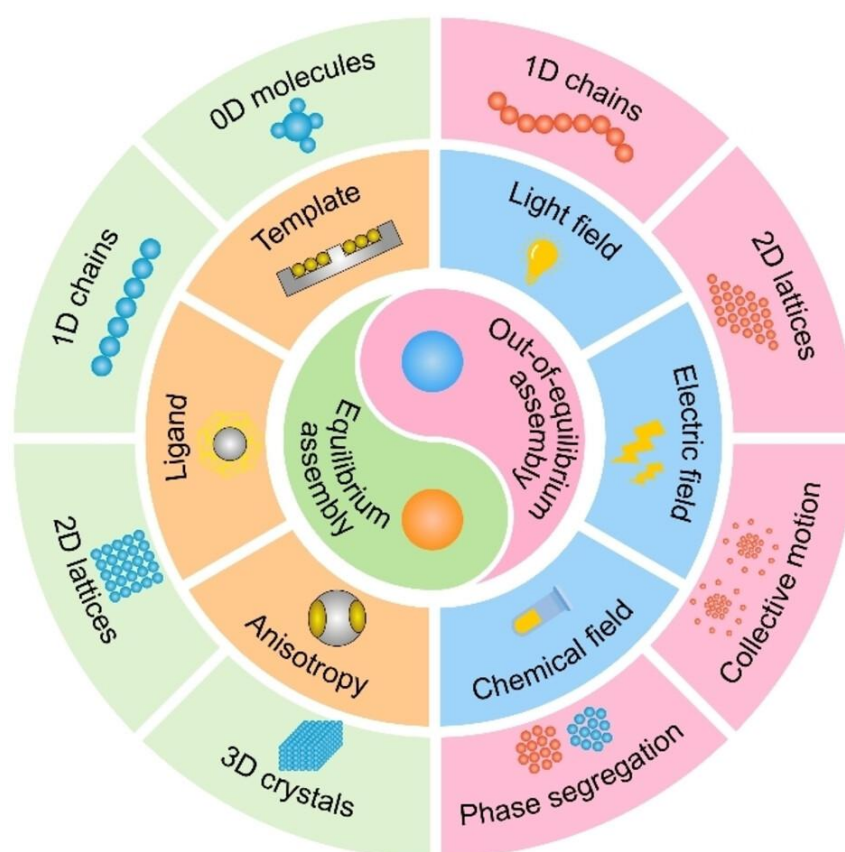 0D molecules
1D chains
2D lattices
3D crystals
1D chains
2D lattices
Collective motion
Phase segregation
Template
Ligand
Anisotropy
Light field
Electric field
Chemical field
Equilibrium
assembly
Out-of-equilibrium
assembly